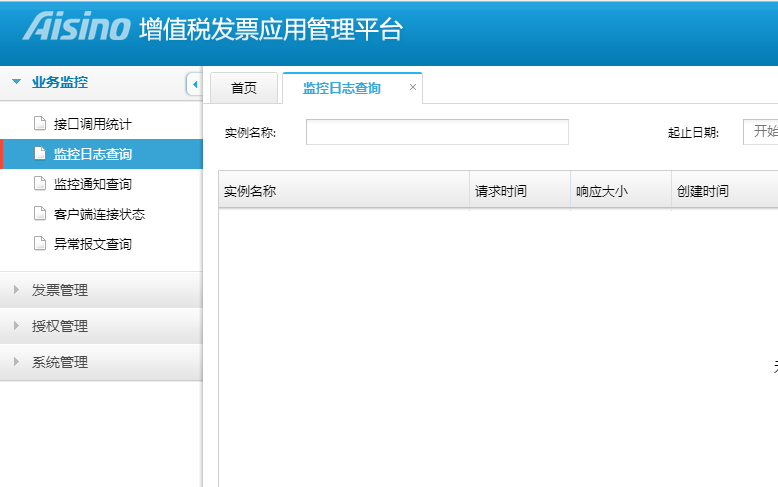 Aisino 增值税发票应用管理平台
业务监控
接口调用统计
监控日志查询
监控通知查询
客户端连接状态
异常报文查询
发票管理
授权管理
系统管理
首页 监控日志查询 ×
实例名称: 起止日期: 开始
实例名称 请求时间 响应大小 创建时间